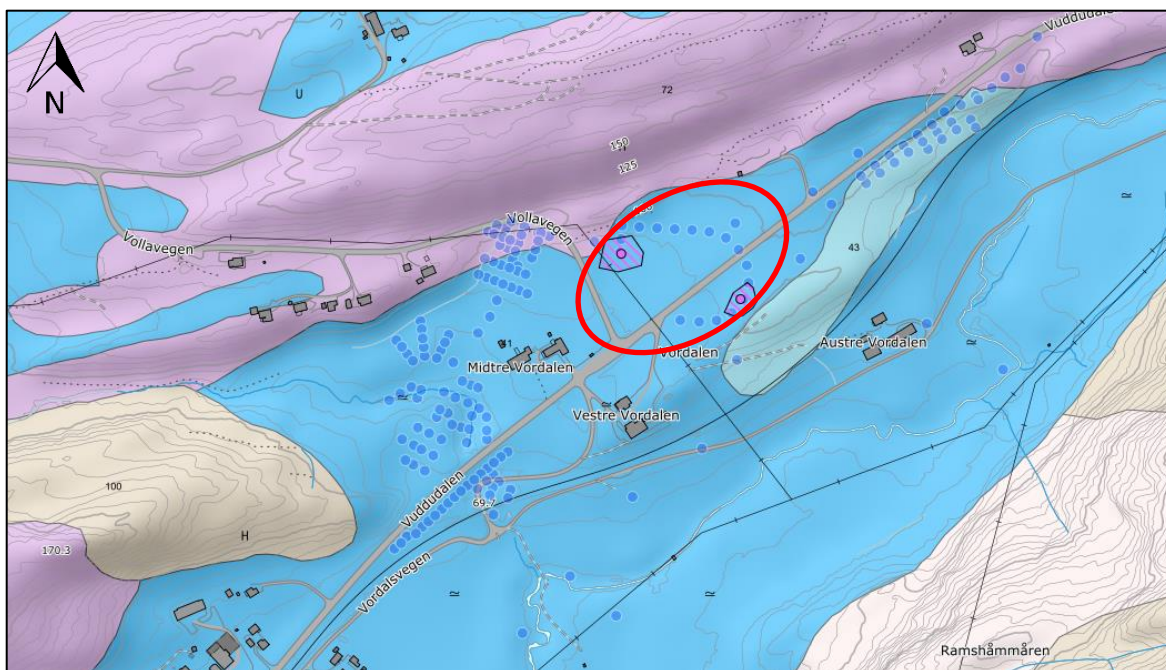 Vuddudalen
N
U
72
150
125
Vollavegen
Vollavegen
43
Midtre Vordalen
Vordalen
Austre Vordalen
Vestre Vordalen
100
69.7
Vuddudalen
H
170.3
Vordalsvegen
Ramshåmmåren